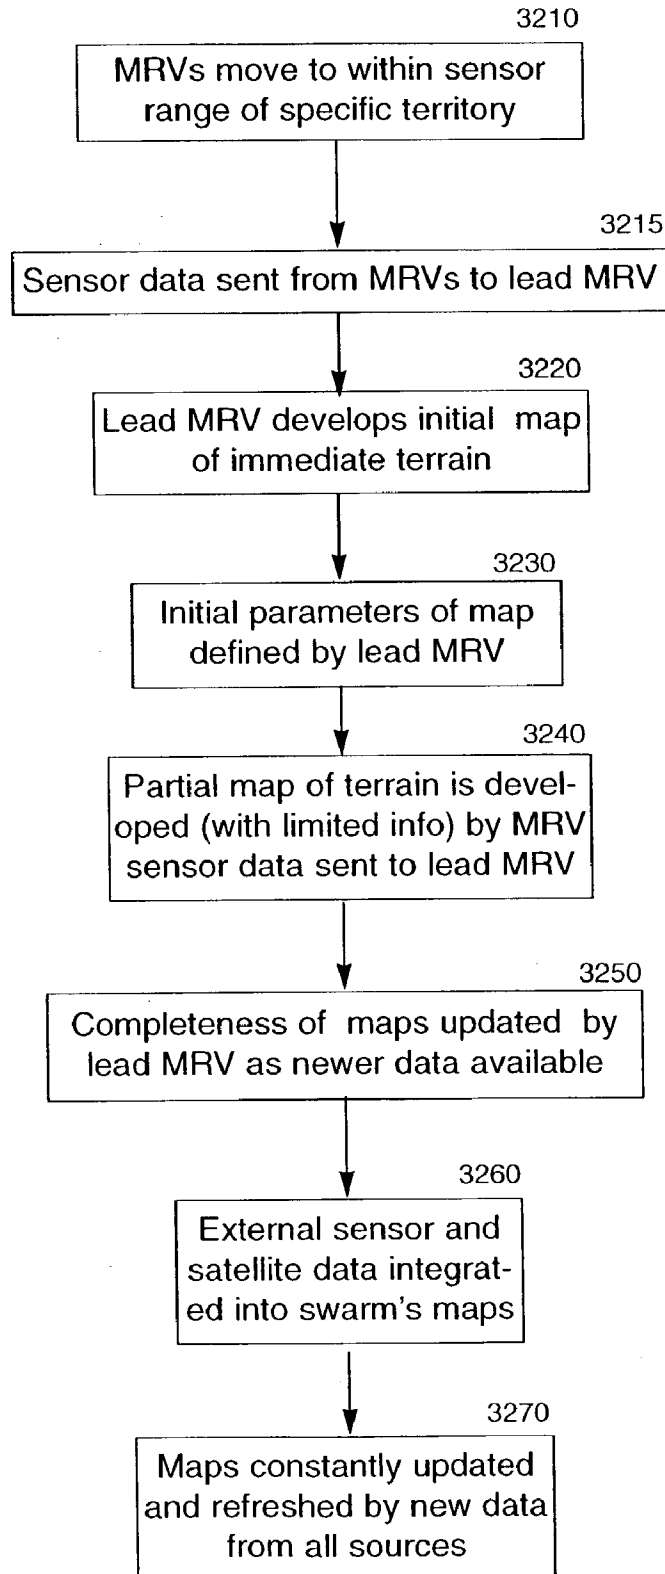 3210
MRVs move to within sensor
range of specific territory
3215
Sensor data sent from MRVs to lead MRV
3220
Lead MRV develops initial map
of immediate terrain
3230
Initial parameters of map
defined by lead MRV
3240
Partial map of terrain is devel-
oped (with limited info) by MRV
sensor data sent to lead MRV
3250
Completeness of maps updated by
lead MRV as newer data available
3260
External sensor and
satellite data integrat-
ed into swarm's maps
3270
Maps constantly updated
and refreshed by new data
from all sources